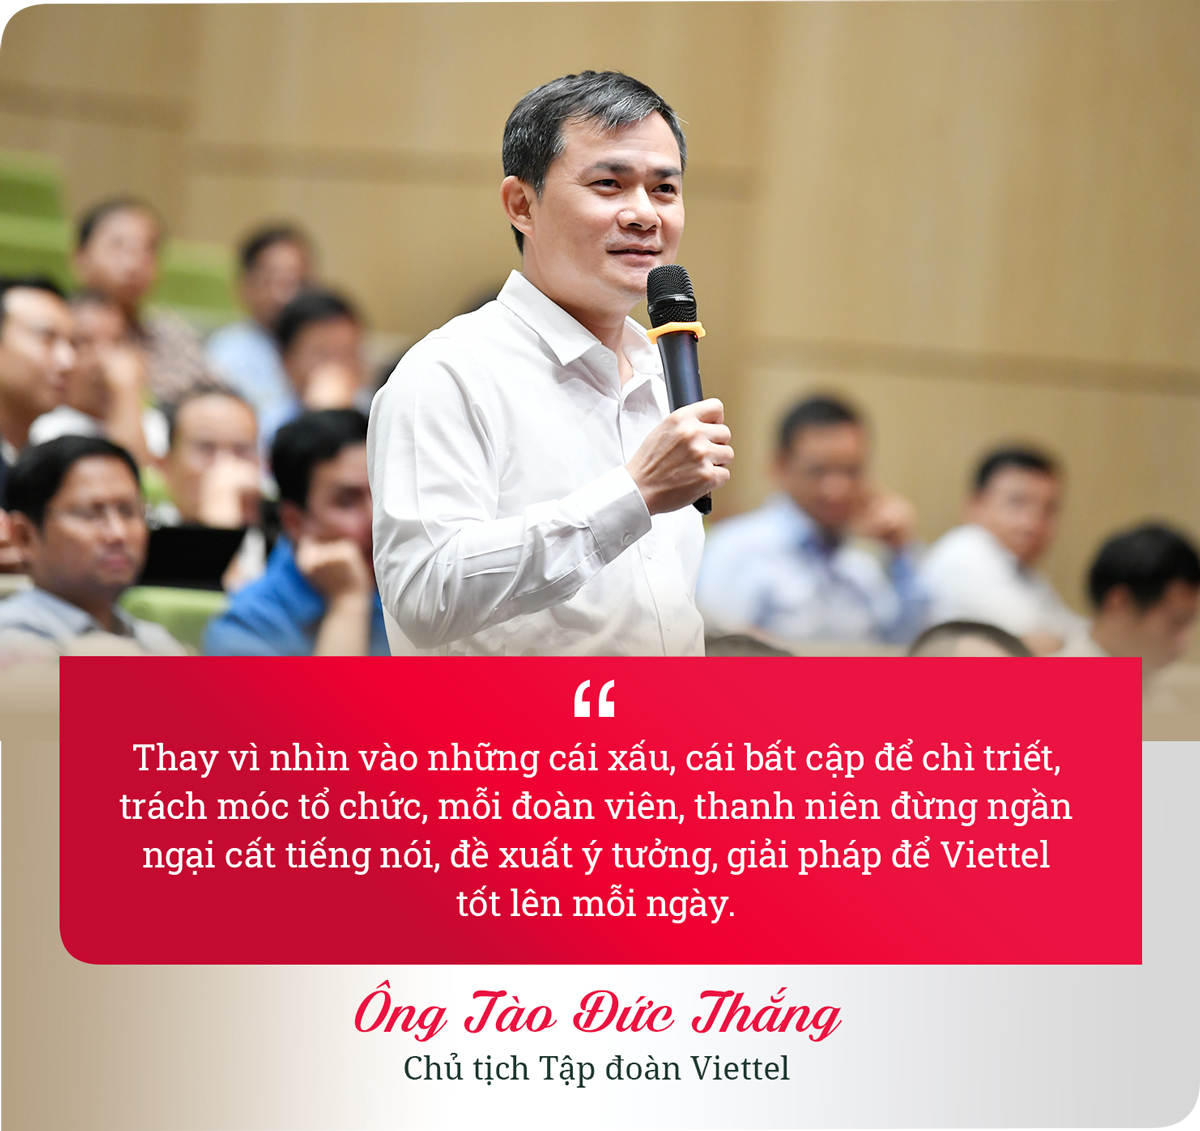 “
Thay vì nhìn vào những cái xấu, cái bất cập để chì triết,
trách móc tổ chức, mỗi đoàn viên, thanh niên đừng ngần
ngại cất tiếng nói, đề xuất ý tưởng, giải pháp để Viettel
tốt lên mỗi ngày.
Ông Tào Đức Thắng
Chủ tịch Tập đoàn Viettel